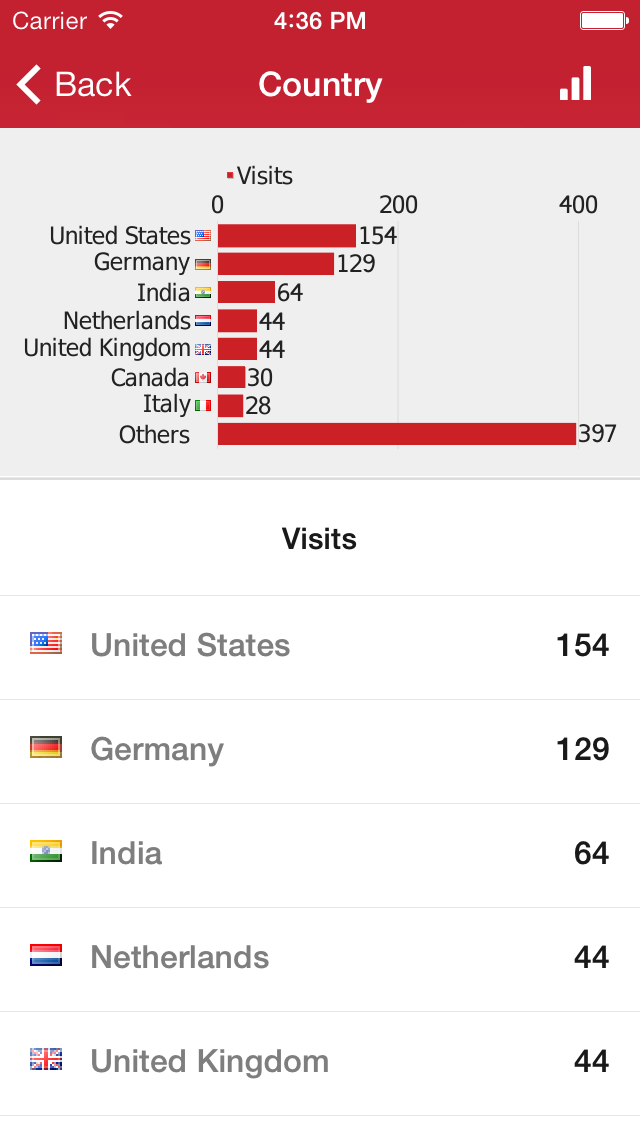 Carrier 4:36 PM
Back Country
Visits
0 200 400
United States 154
Germany 129
India 64
Netherlands 44
United Kingdom 44
Canada 30
Italy 28
Others 397
Visits
United States 154
Germany 129
India 64
Netherlands 44
United Kingdom 44